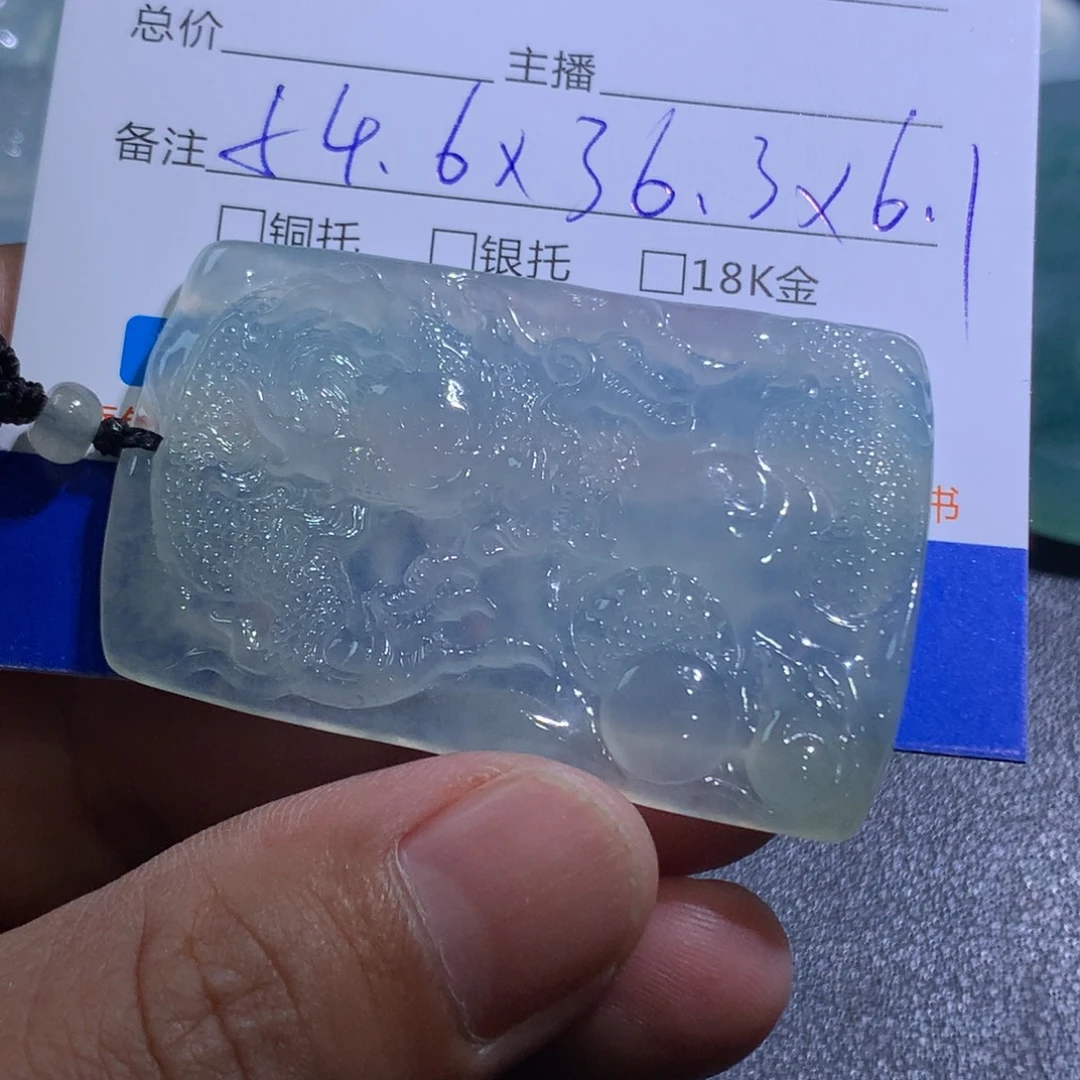 总价 主播
备注 54.6x36.3x6.1
□铜托 □银托 □18K金
书